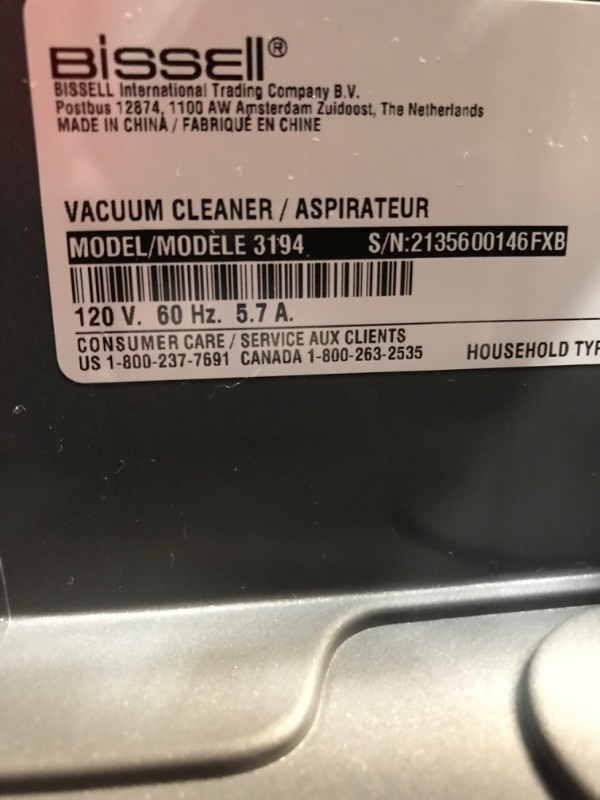 BISSELL®
BISSELL International Trading Company B.V.
Postbus 12874, 1100 AW Amsterdam Zuidoost, The Netherlands
MADE IN CHINA / FABRIQUÉ EN CHINE
VACUUM CLEANER / ASPIRATEUR
MODEL/MODÈLE 3194 S/N:2135600146FXB
120 V. 60 Hz. 5.7 A.
CONSUMER CARE / SERVICE AUX CLIENTS
US 1-800-237-7691 CANADA 1-800-263-2535
HOUSEHOLD TYP